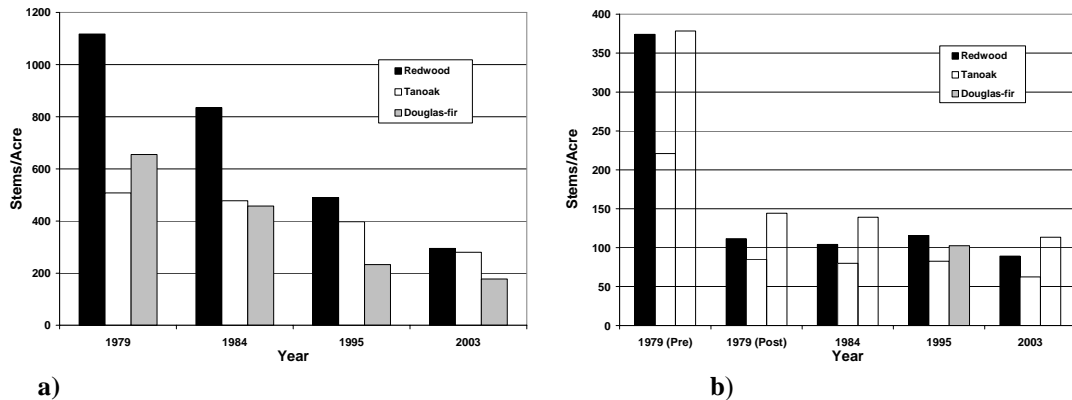 1200
1000
800
600
400
200
0
Stems/Acre
Redwood
Tanoak
Douglas-fir
1979 1984 1995 2003
Year
a)
400
350
300
250
200
150
100
50
0
Stems/Acre
Redwood
Tanoak
Douglas-fir
1979 (Pre) 1979 (Post) 1984 1995 2003
Year
b)